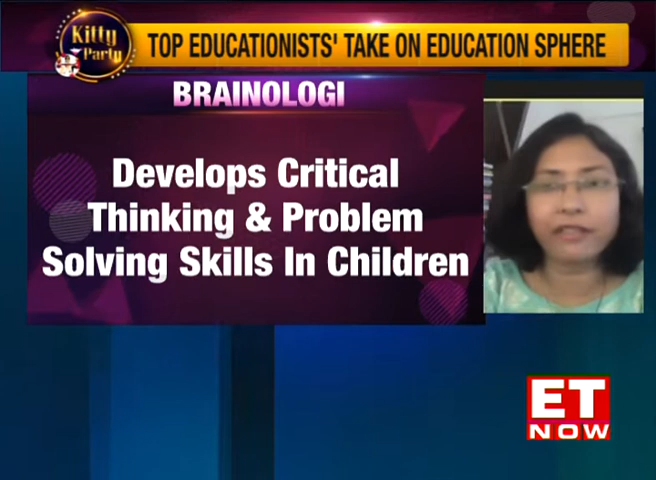 Kitty
Party
TOP EDUCATIONISTS' TAKE ON EDUCATION SPHERE
BRAINOLOGI
Develops Critical
Thinking & Problem
Solving Skills In Children
ET
NOW